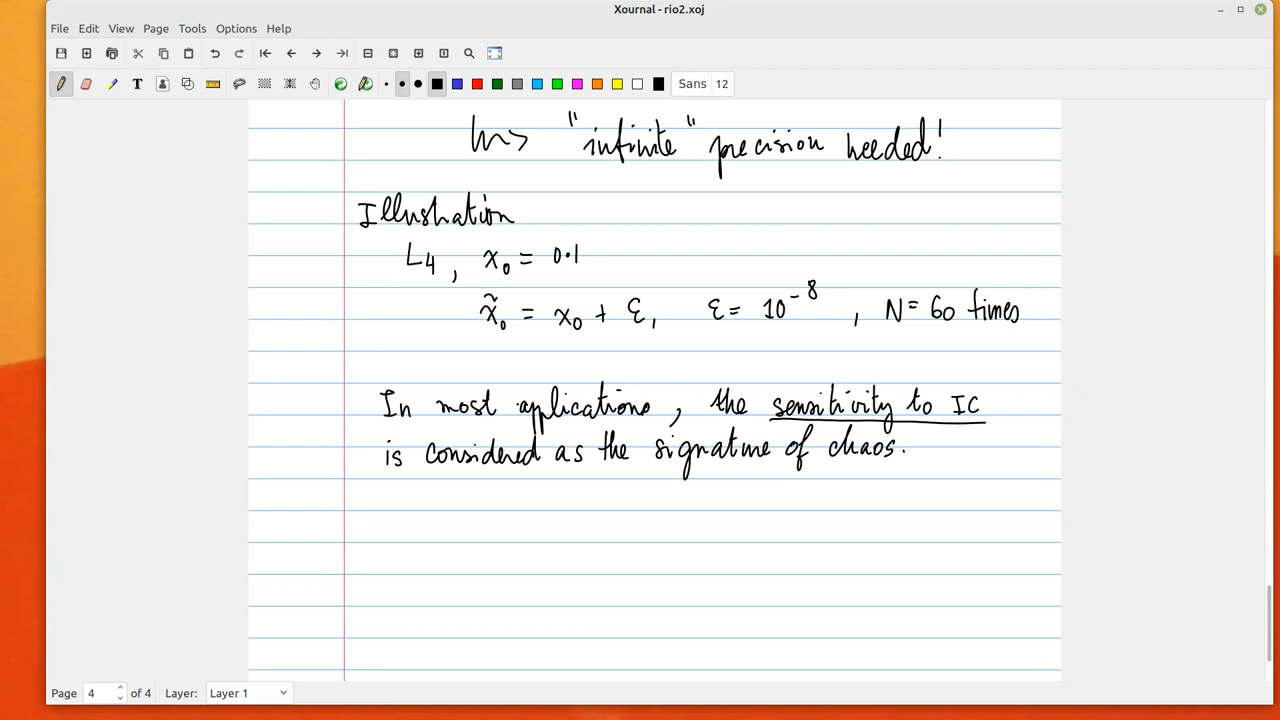 Xournal - rio2.xoj
File Edit View Page Tools Options Help
Sans 12
"infinite" precision needed!
Illustration
L₄, x₀ = 0.1
x̃₀ = x₀ + ε, ε = 10⁻⁸, N = 60 times
In most applications, the sensitivity to IC
is considered as the signature of chaos.
Page 4 of 4 Layer: Layer 1